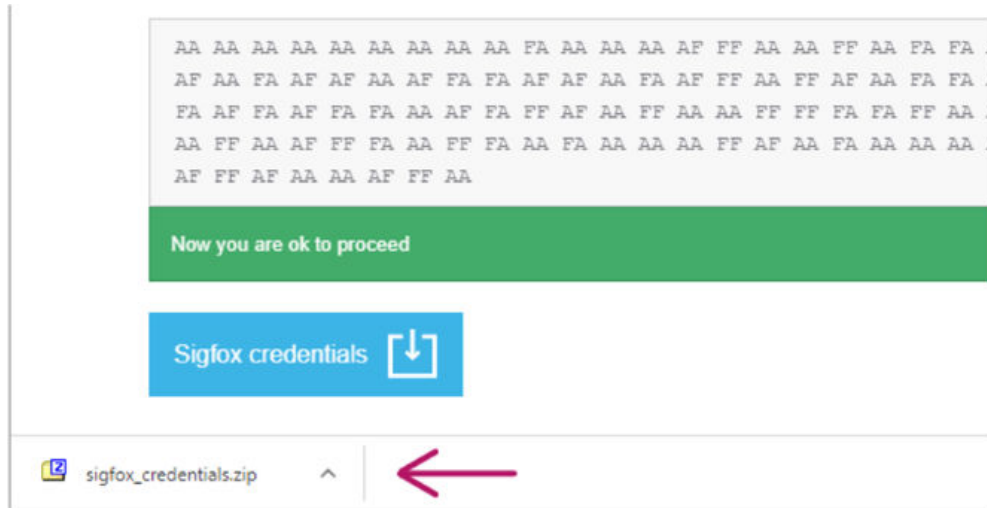 AA AA AA AA AA AA AA AA AA FA AA AA AA AF FF AA AA FF AA FA FA
AF AA FA AF AF AA AF FA FA AF AF AA FA AF FF AA FF AF AA FA FA
FA AF FA AF FA FA AA AF FA FF AF AA FF AA AA FF FF FA FA FF AA
AA FF AA AF FF FA AA FF FA AA FA AA AA AA FF AF AA FA AA AA AA
AF FF AF AA AA AF FF AA
Now you are ok to proceed
Sigfox credentials
sigfox_credentials.zip